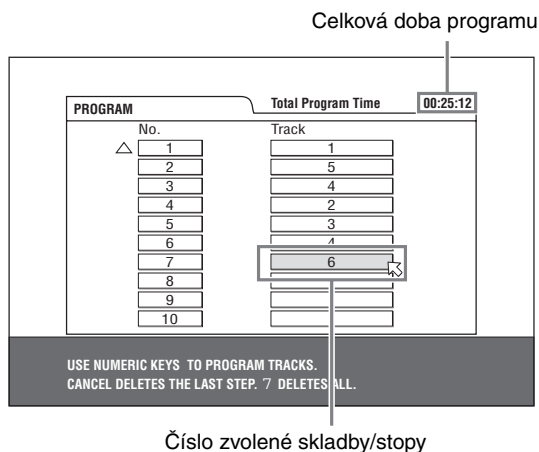 Celková doba programu
PROGRAM Total Program Time 00:25:12
No. Track
1 1
2 5
3 4
4 2
5 3
6 4
7 6
8
9
10
USE NUMERIC KEYS TO PROGRAM TRACKS.
CANCEL DELETES THE LAST STEP. 7 DELETES ALL.
Číslo zvolené skladby/stopy